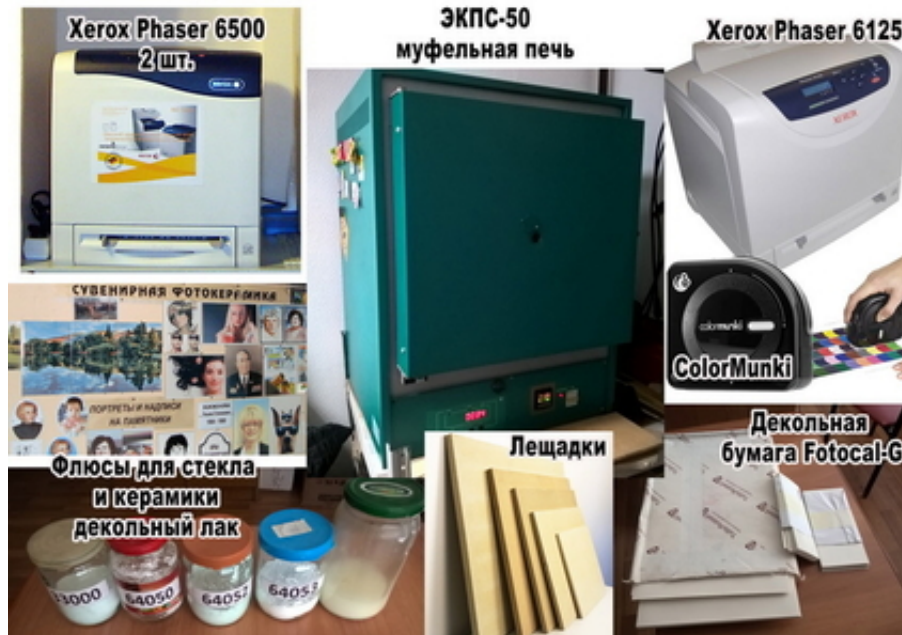 Xerox Phaser 6500
2 шт.
ЭКПС-50
муфельная печь
Xerox Phaser 6125
XEROX
colormunki
ColorMunki
СУВЕНИРНАЯ ФОТОКЕРАМИКА
ПОРТРЕТЫ И НАДПИСИ
НА ПАМЯТНИКИ
Флюсы для стекла
и керамики
декольный лак
64050
64052
64053
Лещадки
Декольная
бумага Fotocal-G